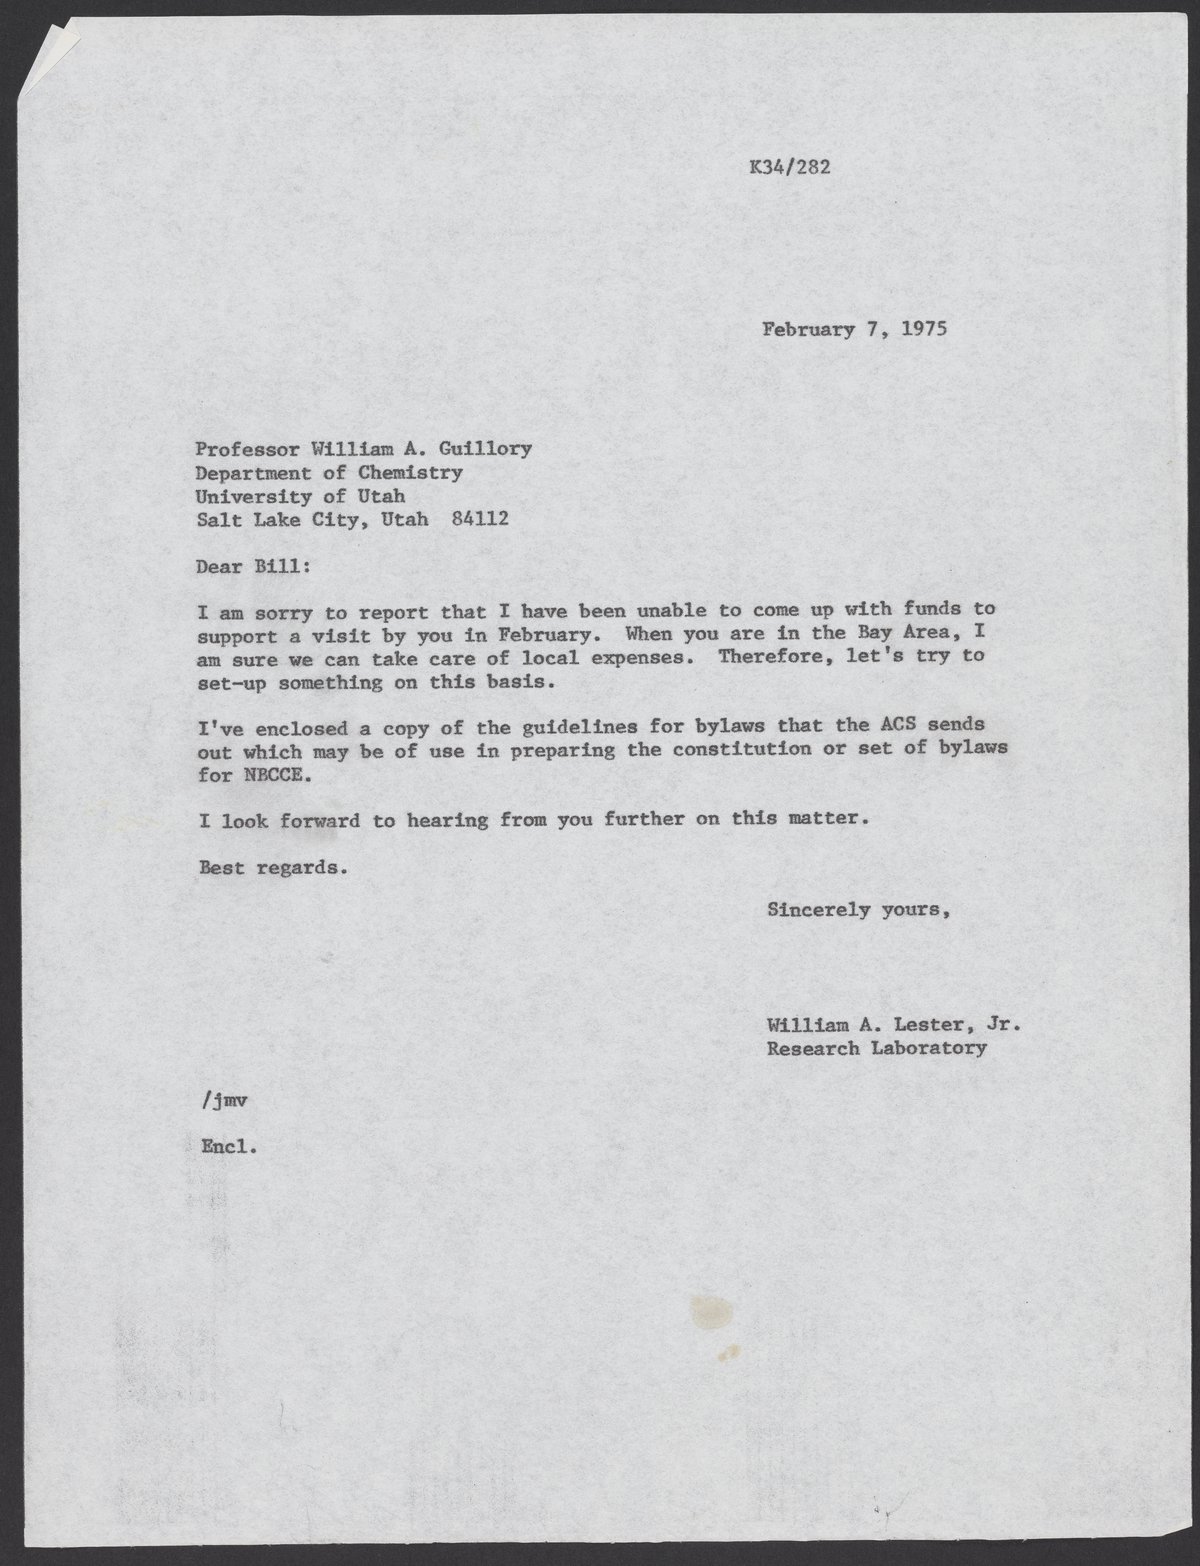 K34/282
February 7, 1975
Professor William A. Guillory
Department of Chemistry
University of Utah
Salt Lake City, Utah  84112
Dear Bill:
I am sorry to report that I have been unable to come up with funds to
support a visit by you in February.  When you are in the Bay Area, I
am sure we can take care of local expenses.  Therefore, let's try to
set-up something on this basis.
I've enclosed a copy of the guidelines for bylaws that the ACS sends
out which may be of use in preparing the constitution or set of bylaws
for NBCCE.
I look forward to hearing from you further on this matter.
Best regards.
Sincerely yours,
William A. Lester, Jr.
Research Laboratory
/jmv
Encl.